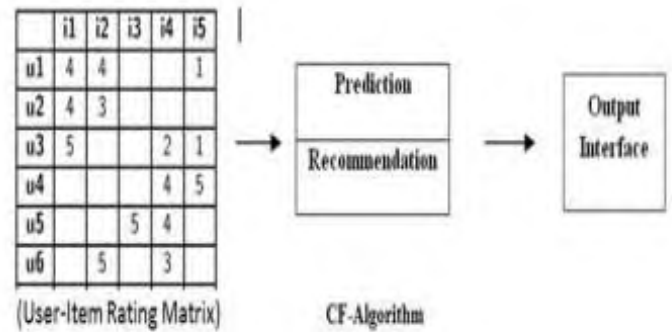 i1 i2 i3 i4 i5
u1 4 4 1
u2 4 3
u3 5 2 1
u4 4 5
u5 5 4
u6 5 3
(User-Item Rating Matrix)
Prediction
Recommendation
CF-Algorithm
Output
Interface